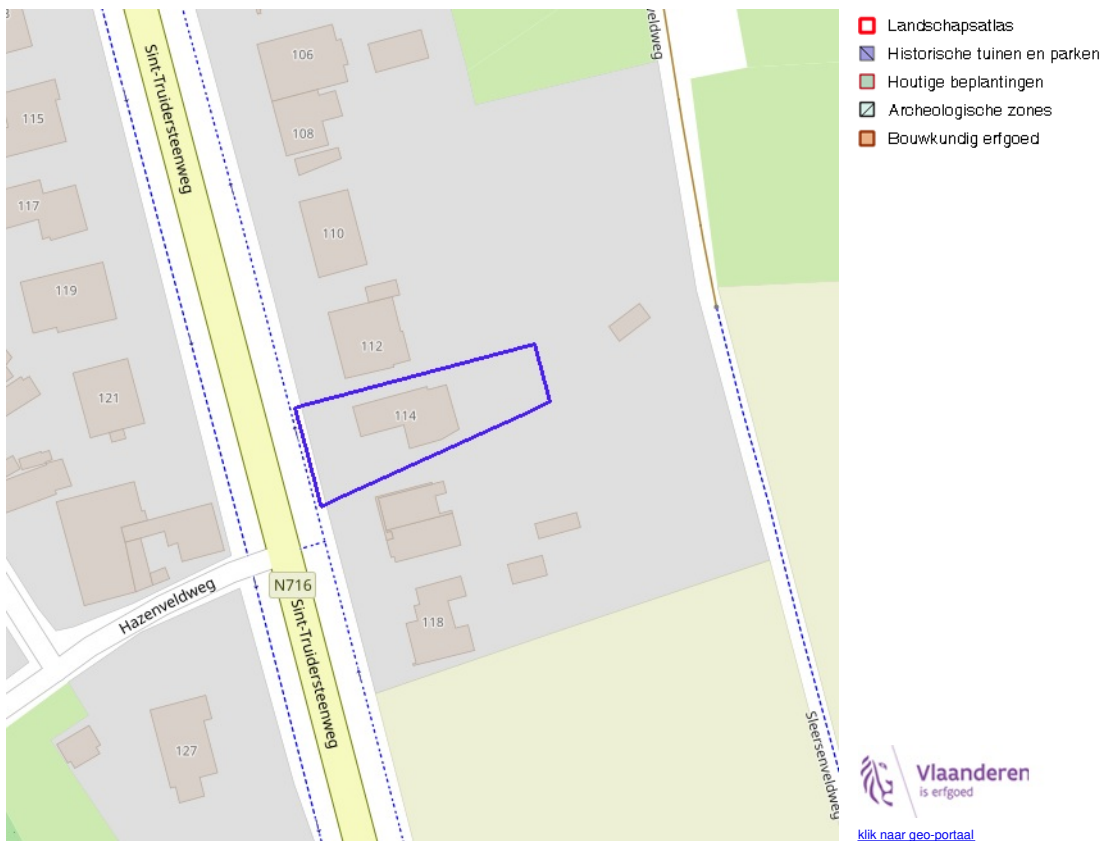 Landschapsatlas
Historische tuinen en parken
Houtige beplantingen
Archeologische zones
Bouwkundig erfgoed
Sint-Truidersteenweg
106
108
110
112
114
115
117
119
121
N716
Hazenveldweg
Sint-Truidersteenweg
118
127
Sleersenveldweg
veldweg
Vlaanderen
is erfgoed
klik naar geo-portaal